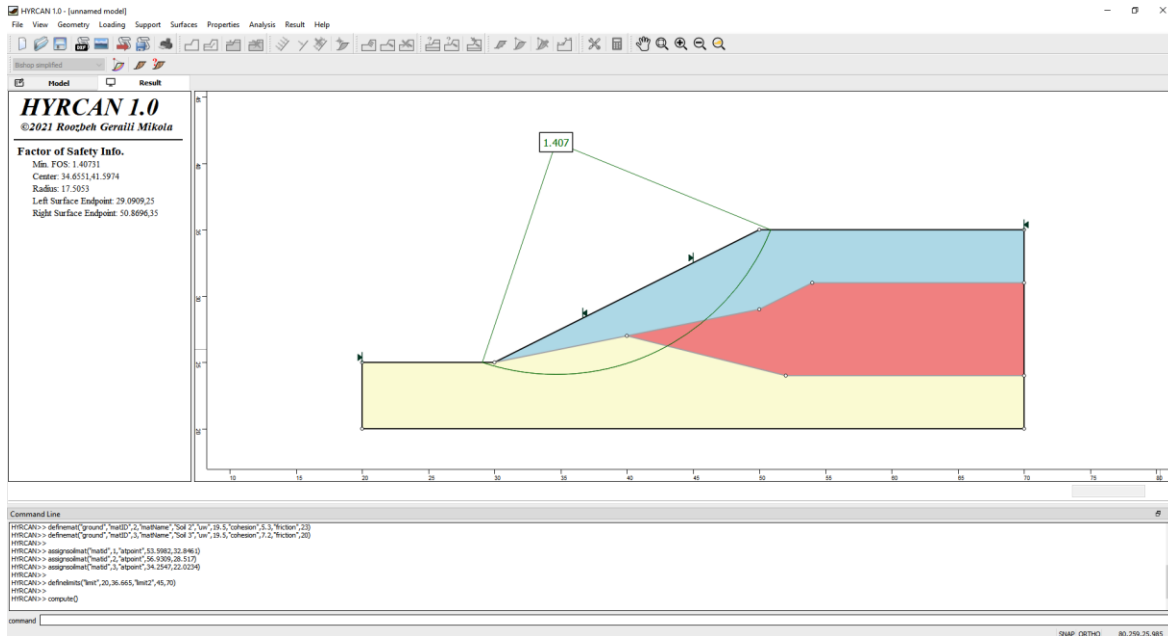 HYRCAN 1.0 - [unnamed model]
File View Geometry Loading Support Surfaces Properties Analysis Result Help
DXF
Bishop simplified
Model Result
HYRCAN 1.0
©2021 Roozbeh Geraili Mikola
Factor of Safety Info.
Min. FOS: 1.40731
Center: 34.6551,41.5974
Radius: 17.5053
Left Surface Endpoint: 29.0909,25
Right Surface Endpoint: 50.8696,35
1.407
45
40
35
30
25
20
10 15 20 25 30 35 40 45 50 55 60 65 70 75 80
Command Line
HYRCAN>> definemat("ground","matID",2,"matName","Soil 2","uw",19.5,"cohesion",5.3,"friction",23)
HYRCAN>> definemat("ground","matID",3,"matName","Soil 3","uw",19.5,"cohesion",7.2,"friction",20)
HYRCAN>>
HYRCAN>> assignsoilmat("matid",1,"atpoint",53.5982,32.8461)
HYRCAN>> assignsoilmat("matid",2,"atpoint",56.9309,28.517)
HYRCAN>> assignsoilmat("matid",3,"atpoint",34.2547,22.0234)
HYRCAN>>
HYRCAN>> definelimits("limit",20,36.665,"limit2",45,70)
HYRCAN>>
HYRCAN>> compute()
command
SNAP ORTHO 80.259,25.985